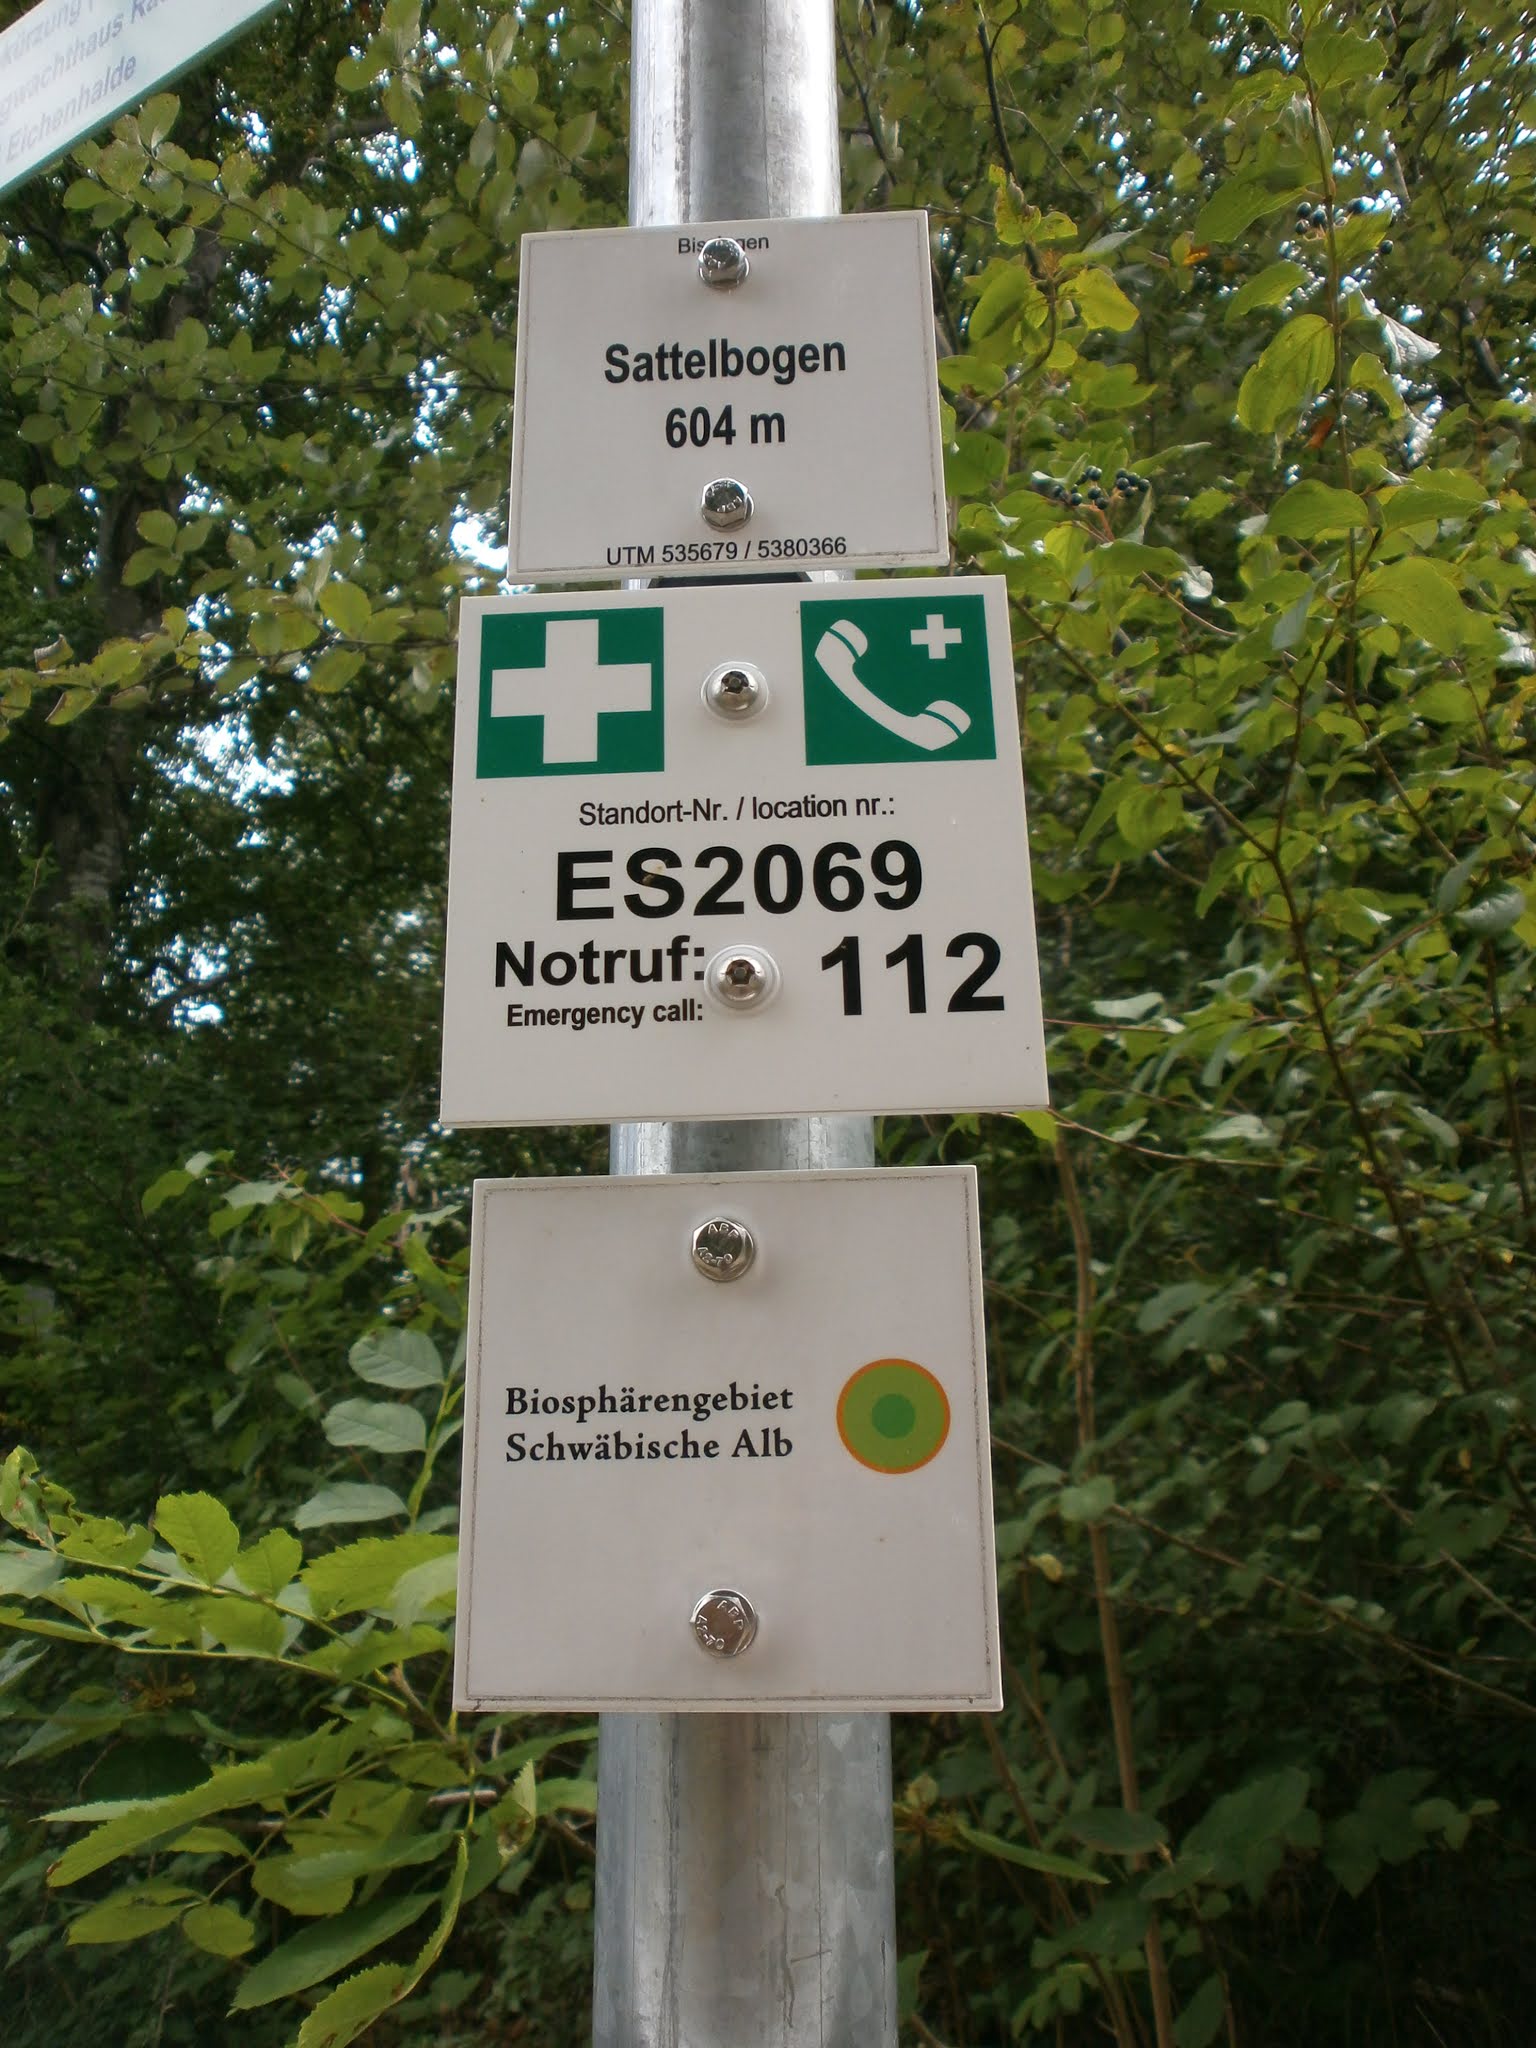 Eichenhalde
Sattelbogen
604 m
UTM 535679 / 5380366
Standort-Nr. / location nr.:
ES2069
Notruf: 112
Emergency call:
Biosphärengebiet
Schwäbische Alb